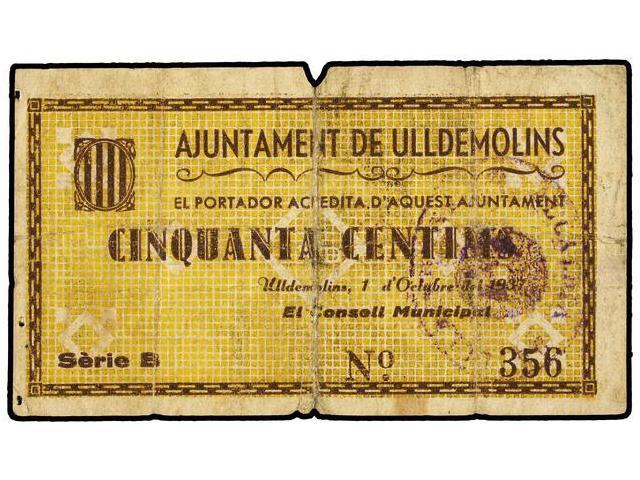 AJUNTAMENT DE ULLDEMOLINS
EL PORTADOR ACREDITA D'AQUEST AJUNTAMENT
CINQUANTA CENTIMS
Ulldemolins, 1 d'Octubre del 1937
El Consell Municipal
Sèrie B
Nº 356